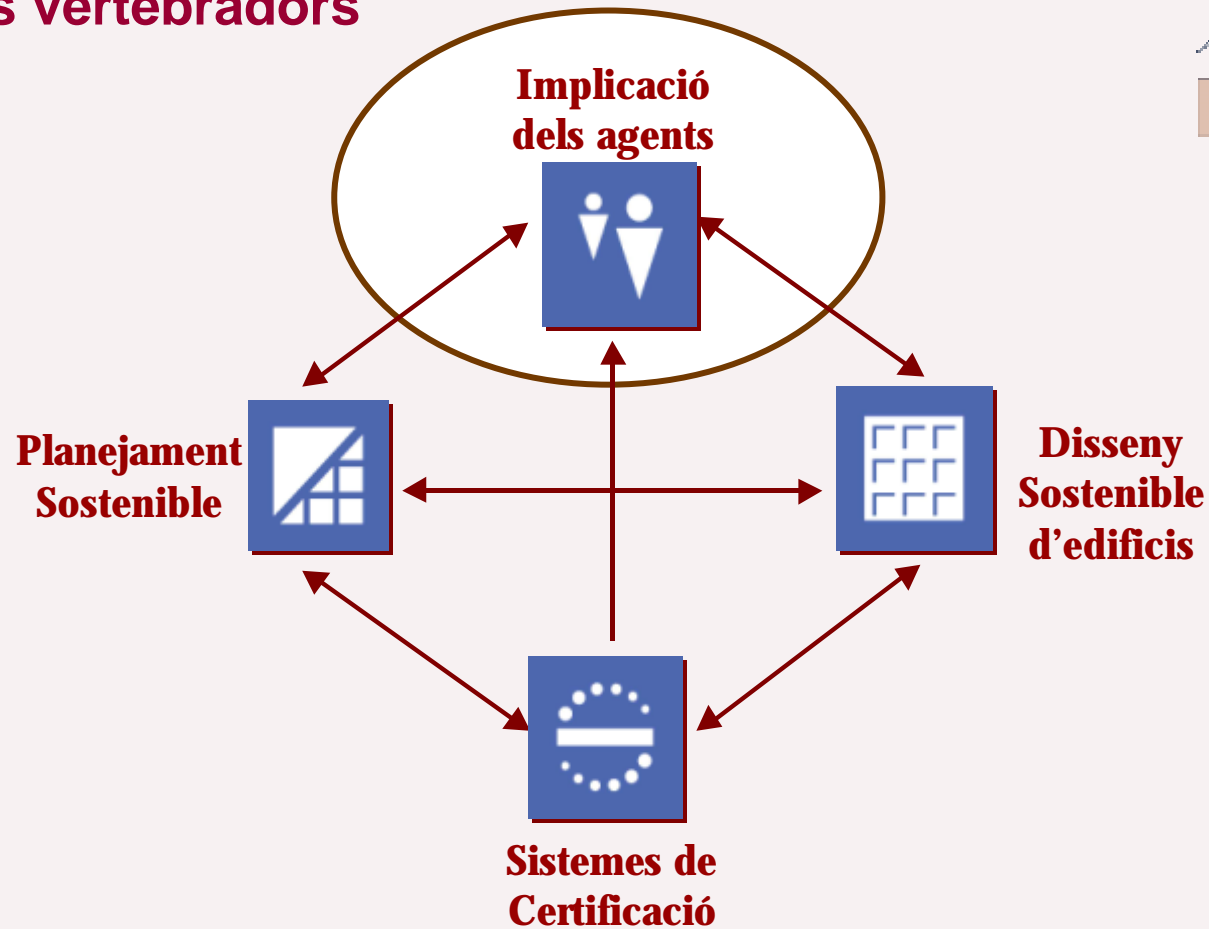 s vertebradors
Implicació
dels agents
Planejament
Sostenible
Disseny
Sostenible
d’edificis
Sistemes de
Certificació